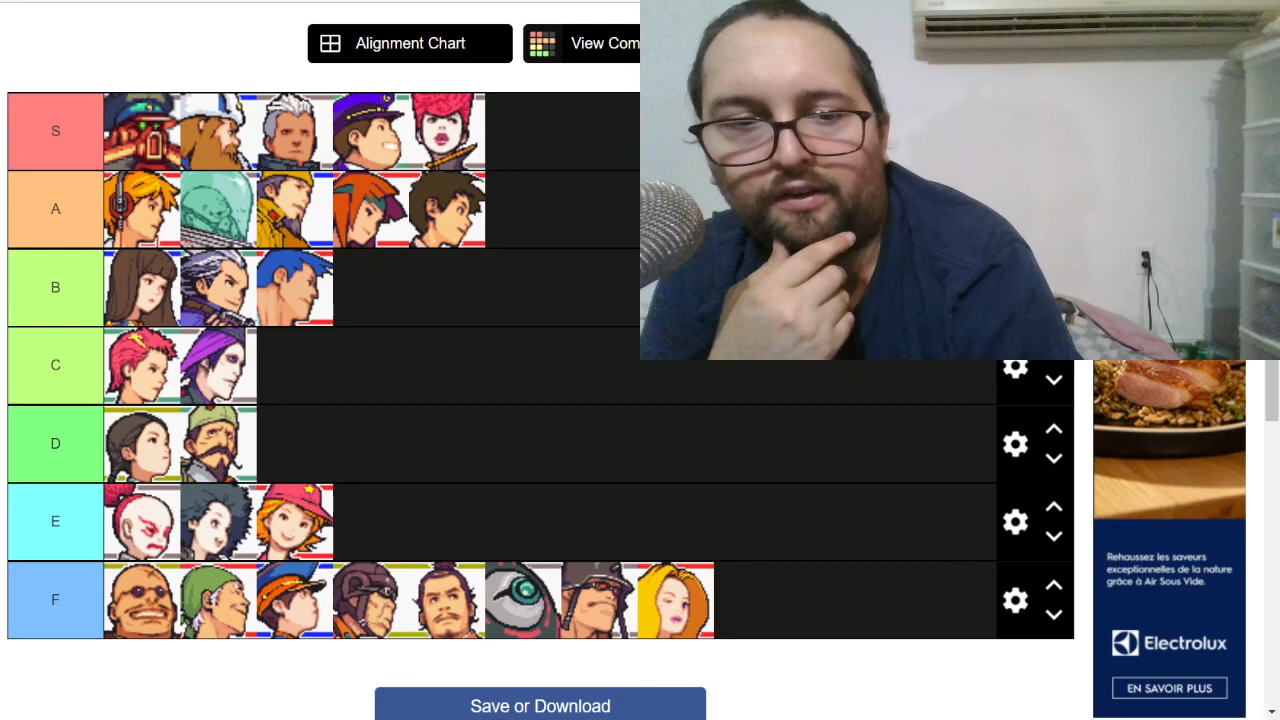 Alignment Chart
View Com
S
A
B
C
D
E
F
Rehaussez les saveurs
exceptionnelles de la nature
grâce à Air Sous Vide.
Electrolux
EN SAVOIR PLUS
Save or Download